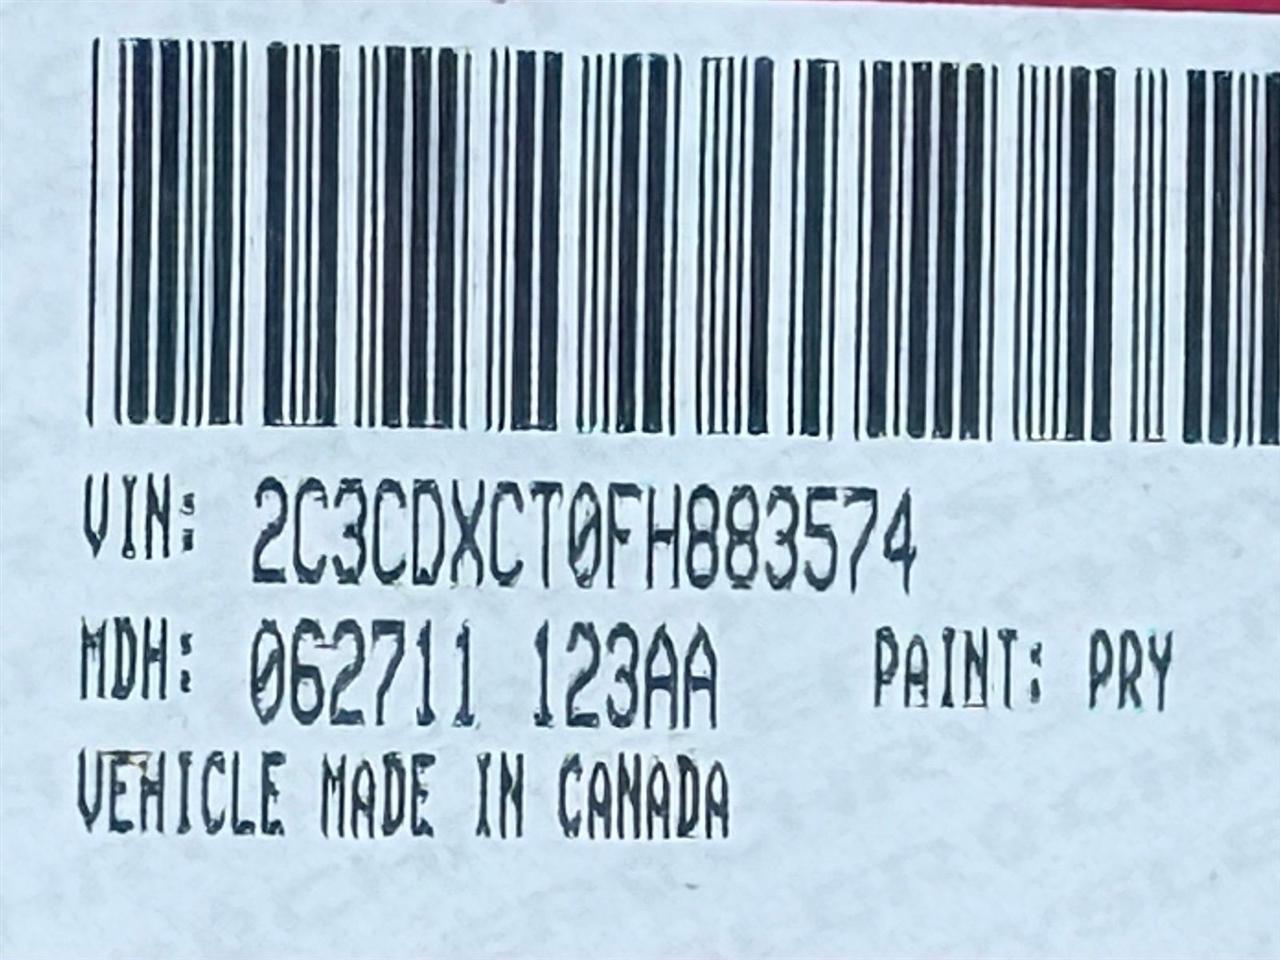 VIN: 2C3CDXCT0FH883574
MDH: 062711 123AA PAINT: PRY
VEHICLE MADE IN CANADA